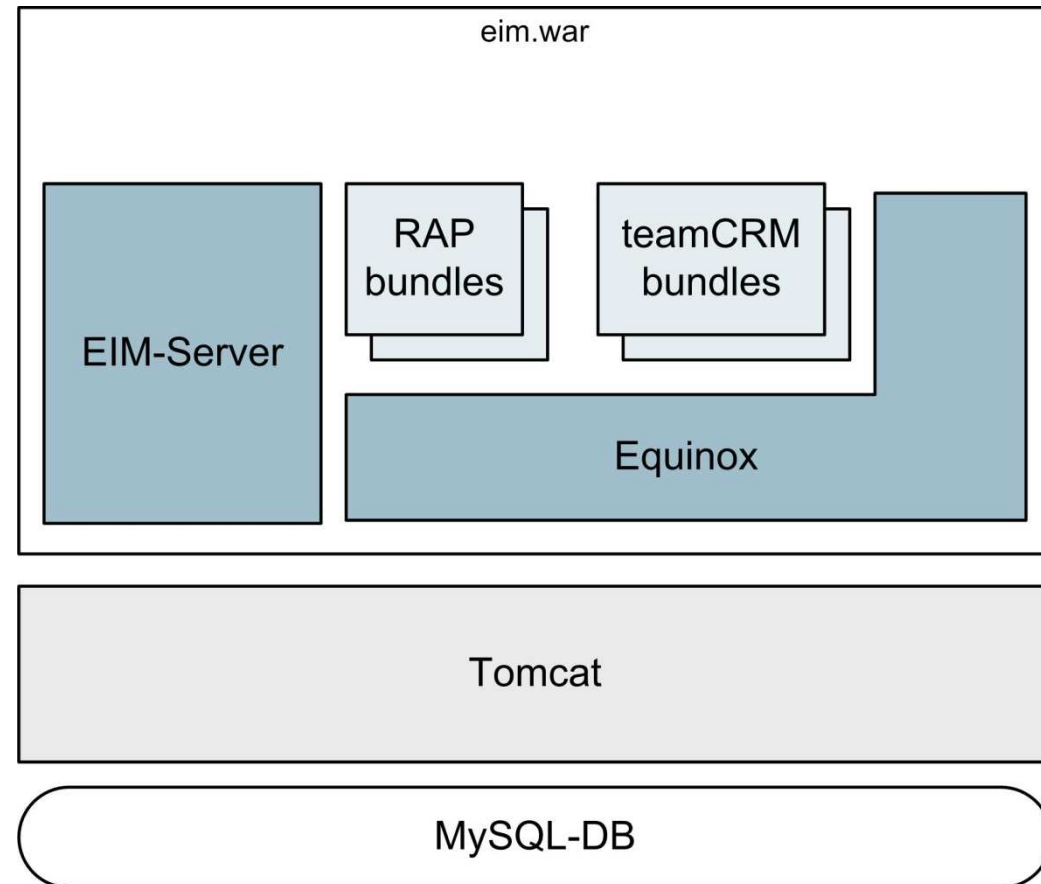 eim.war
RAP
bundles
teamCRM
bundles
EIM-Server
Equinox
Tomcat
MySQL-DB